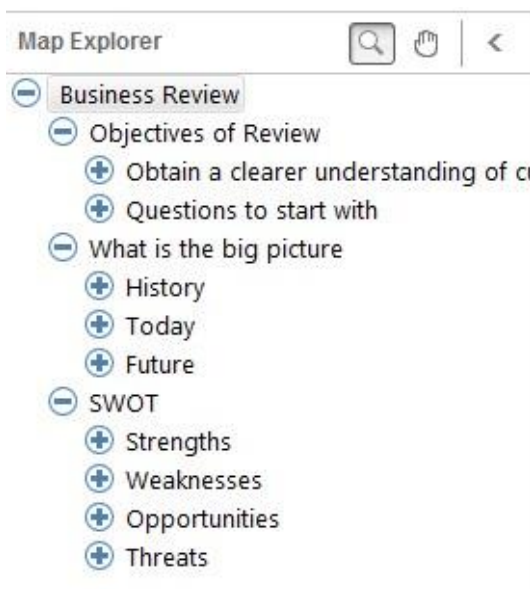 Map Explorer
Business Review
Objectives of Review
Obtain a clearer understanding of
Questions to start with
What is the big picture
History
Today
Future
SWOT
Strengths
Weaknesses
Opportunities
Threats